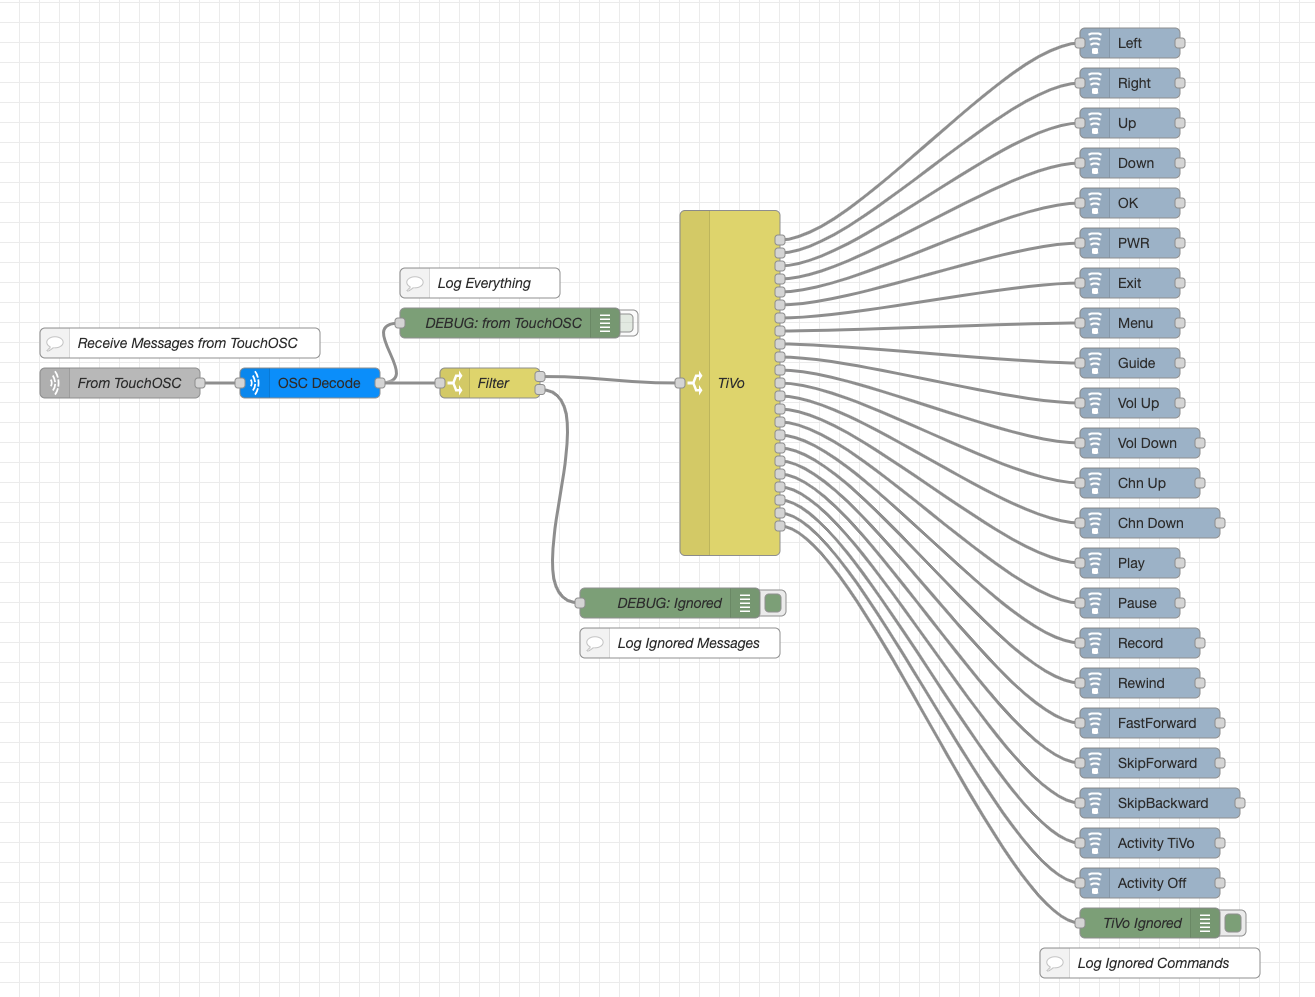 Log Everything
DEBUG: from TouchOSC
Receive Messages from TouchOSC
From TouchOSC
OSC Decode
Filter
TiVo
DEBUG: Ignored
Log Ignored Messages
Left
Right
Up
Down
OK
PWR
Exit
Menu
Guide
Vol Up
Vol Down
Chn Up
Chn Down
Play
Pause
Record
Rewind
FastForward
SkipForward
SkipBackward
Activity TiVo
Activity Off
TiVo Ignored
Log Ignored Commands